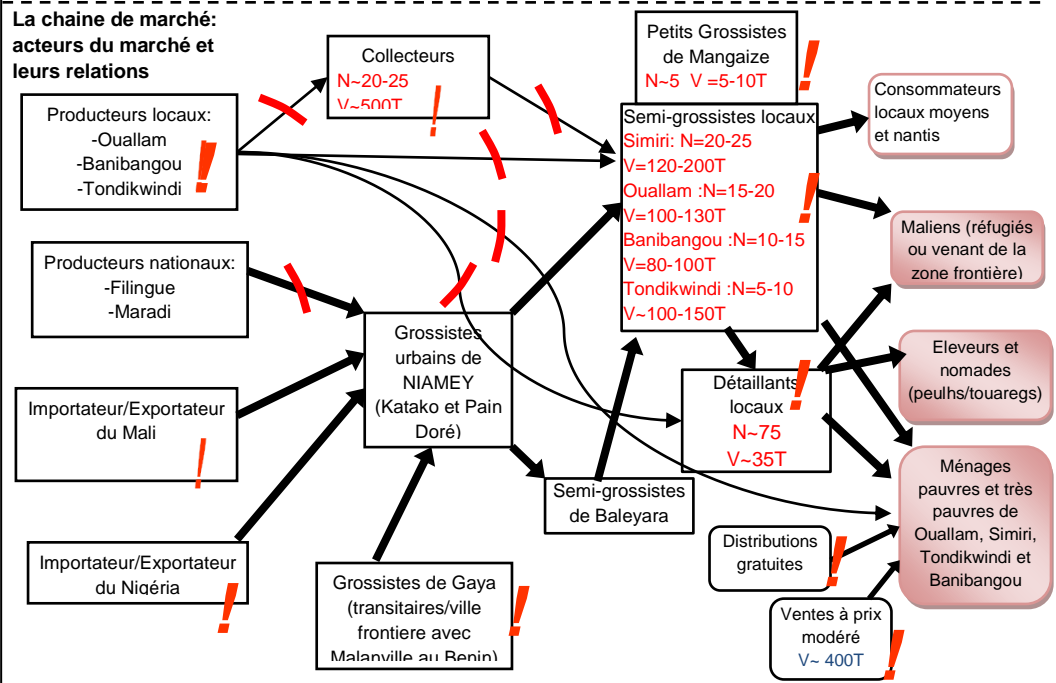 La chaine de marché:
acteurs du marché et
leurs relations
Collecteurs
N~20-25
V~500T
!
Petits Grossistes
de Mangaize
N~5 V =5-10T
!
Producteurs locaux:
-Ouallam
-Banibangou
-Tondikwindi
!
Semi-grossistes locaux
Simiri: N=20-25
V=120-200T
Ouallam :N=15-20
V=100-130T
Banibangou :N=10-15
V=80-100T
Tondikwindi :N=5-10
V~100-150T
!
Consommateurs
locaux moyens
et nantis
Maliens (réfugiés
ou venant de la
zone frontière)
Producteurs nationaux:
-Filingue
-Maradi
Grossistes
urbains de
NIAMEY
(Katako et Pain
Doré)
Eleveurs et
nomades
(peulhs/touaregs)
Détaillants
locaux
N~75
V~35T
!
Importateur/Exportateur
du Mali
!
Semi-grossistes
de Baleyara
Ménages
pauvres et très
pauvres de
Ouallam, Simiri,
Tondikwindi et
Banibangou
Importateur/Exportateur
du Nigéria
!
Grossistes de Gaya
(transitaires/ville
frontiere avec
Malanville au Benin)
!
Distributions
gratuites
!
Ventes à prix
modéré
V~ 400T
!